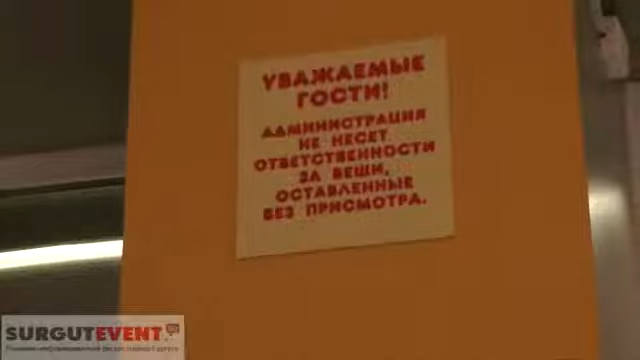 УВАЖАЕМЫЕ
ГОСТИ!
АДМИНИСТРАЦИЯ
НЕ НЕСЕТ
ОТВЕТСТВЕННОСТИ
ЗА ВЕЩИ,
ОСТАВЛЕННЫЕ
БЕЗ ПРИСМОТРА.
SURGUTEVENT